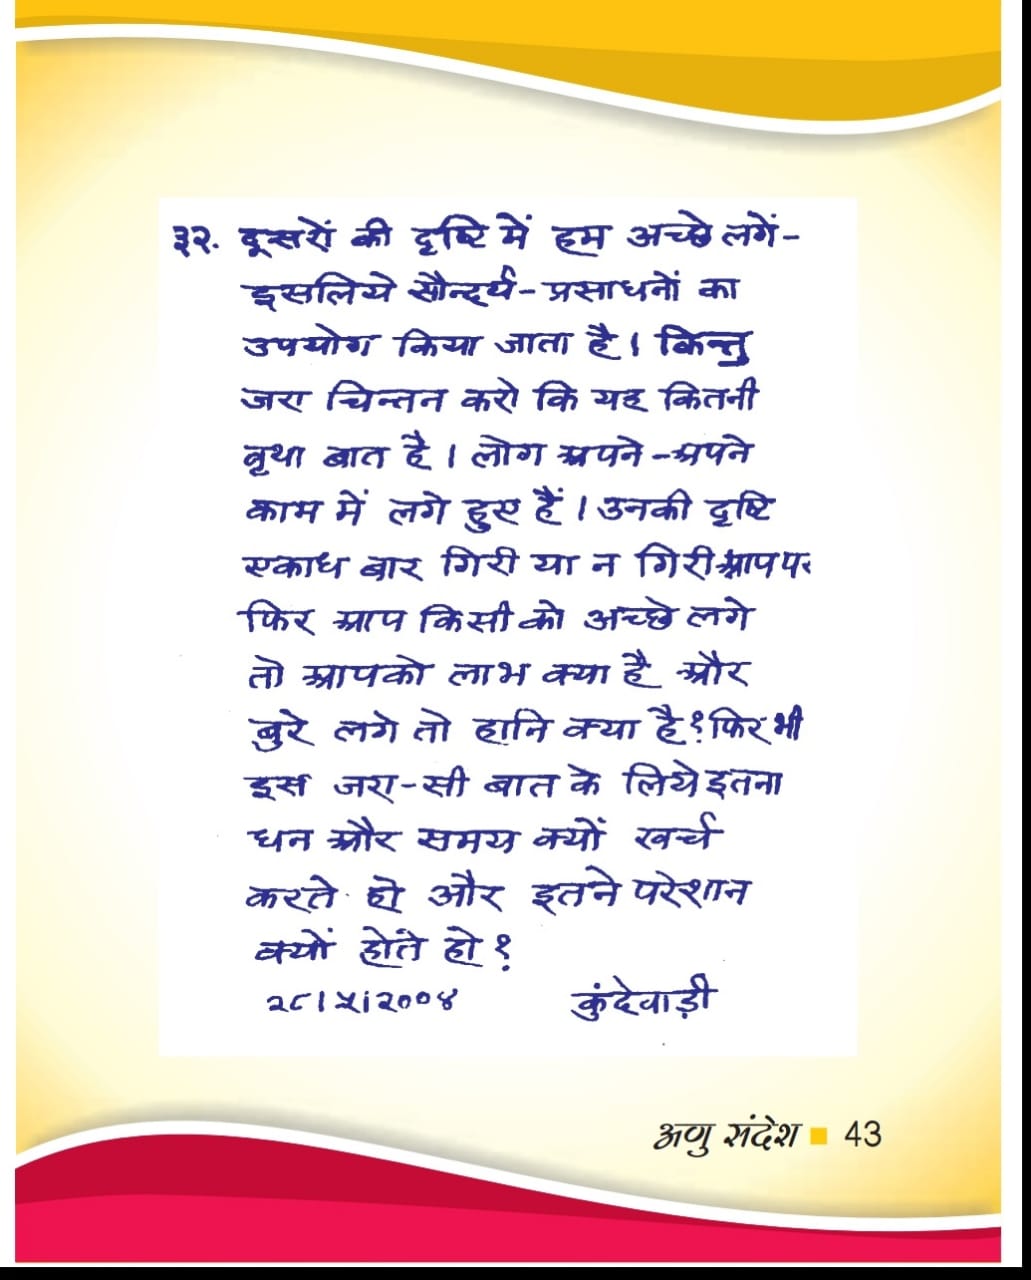 ३२. दूसरों की दृष्टि में हम अच्छे लगें-
इसलिये सौन्दर्य-प्रसाधनों का
उपयोग किया जाता है। किन्तु
जरा चिन्तन करो कि यह कितनी
वृथा बात है। लोग अपने-अपने
काम में लगे हुए हैं। उनकी दृष्टि
एकाध बार गिरी या न गिरी आप पर
फिर आप किसी को अच्छे लगे
तो आपको लाभ क्या है और
बुरे लगे तो हानि क्या है? फिर भी
इस जरा-सी बात के लिये इतना
धन और समय क्यों खर्च
करते हो और इतने परेशान
क्यों होते हो?
२८।५।२००४ कुंदेवाड़ी
अणु संदेश ▪ 43